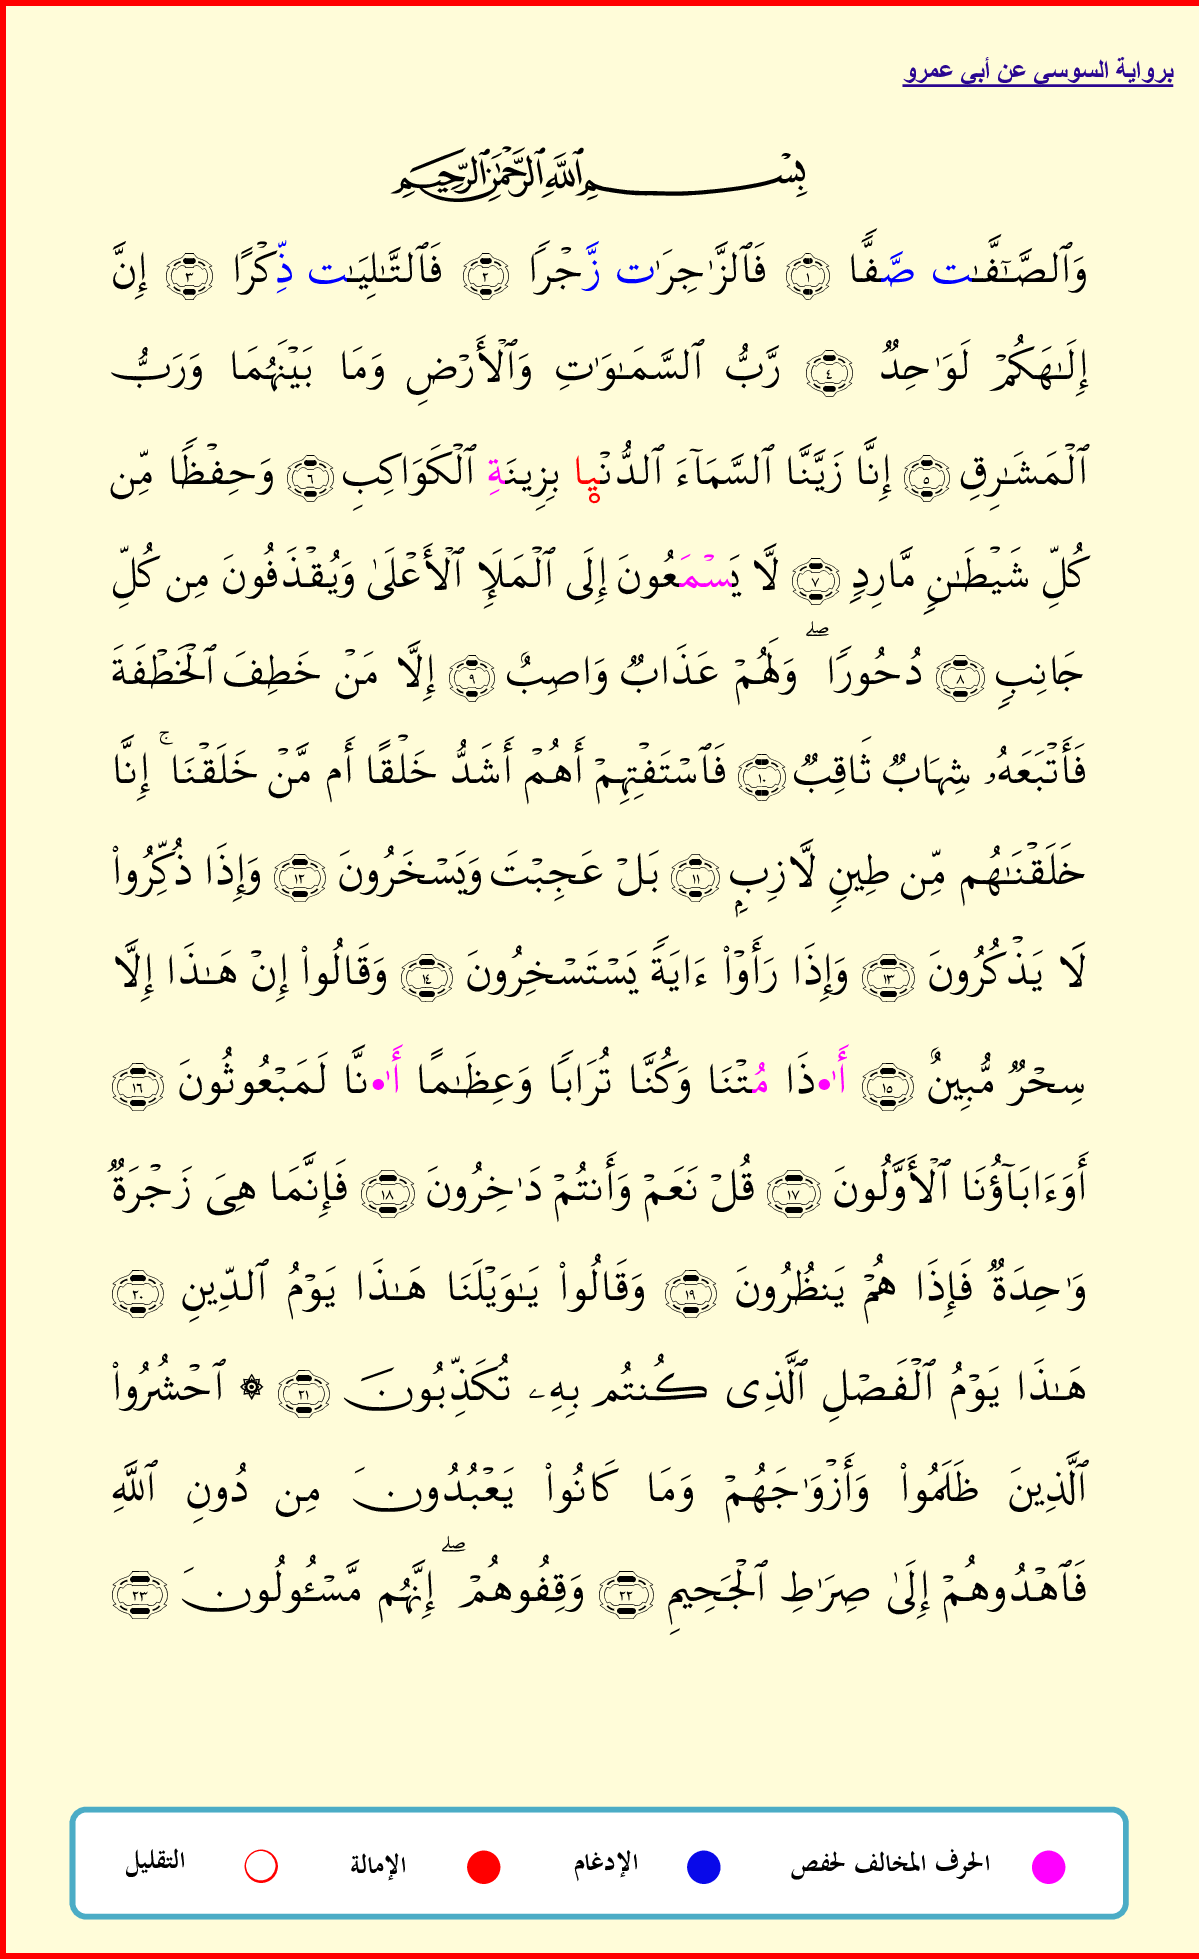 برواية السوسي عن أبي عمرو
بِسْمِ ٱللَّهِ ٱلرَّحْمَٰنِ ٱلرَّحِيمِ
وَٱلصَّٰٓفَّٰت صَّفًّا ١ فَٱلزَّٰجِرَٰت زَّجْرًا ٢ فَٱلتَّٰلِيَٰت ذِّكْرًا ٣ إِنَّ
إِلَٰهَكُمْ لَوَٰحِدٌ ٤ رَّبُّ ٱلسَّمَٰوَٰتِ وَٱلْأَرْضِ وَمَا بَيْنَهُمَا وَرَبُّ
ٱلْمَشَٰرِقِ ٥ إِنَّا زَيَّنَّا ٱلسَّمَآءَ ٱلدُّنْيا بِزِينَةِ ٱلْكَوَاكِبِ ٦ وَحِفْظًا مِّن
كُلِّ شَيْطَٰنٍ مَّارِدٍ ٧ لَّا يَسْمَعُونَ إِلَى ٱلْمَلَإِ ٱلْأَعْلَىٰ وَيُقْذَفُونَ مِن كُلِّ
جَانِبٍ ٨ دُحُورًا ۖ وَلَهُمْ عَذَابٌ وَاصِبٌ ٩ إِلَّا مَنْ خَطِفَ ٱلْخَطْفَةَ
فَأَتْبَعَهُۥ شِهَابٌ ثَاقِبٌ ١٠ فَٱسْتَفْتِهِمْ أَهُمْ أَشَدُّ خَلْقًا أَم مَّنْ خَلَقْنَا ۚ إِنَّا
خَلَقْنَٰهُم مِّن طِينٍ لَّازِبٍۭ ١١ بَلْ عَجِبْتَ وَيَسْخَرُونَ ١٢ وَإِذَا ذُكِّرُوا۟
لَا يَذْكُرُونَ ١٣ وَإِذَا رَأَوْا۟ ءَايَةً يَسْتَسْخِرُونَ ١٤ وَقَالُوا۟ إِنْ هَٰذَا إِلَّا
سِحْرٌ مُّبِينٌ ١٥ أَٰ•ذَا مُتْنَا وَكُنَّا تُرَابًا وَعِظَٰمًا أَٰ•نَّا لَمَبْعُوثُونَ ١٦
أَوَءَابَآؤُنَا ٱلْأَوَّلُونَ ١٧ قُلْ نَعَمْ وَأَنتُمْ دَٰخِرُونَ ١٨ فَإِنَّمَا هِىَ زَجْرَةٌ
وَٰحِدَةٌ فَإِذَا هُمْ يَنظُرُونَ ١٩ وَقَالُوا۟ يَٰوَيْلَنَا هَٰذَا يَوْمُ ٱلدِّينِ ٢٠
هَٰذَا يَوْمُ ٱلْفَصْلِ ٱلَّذِى كُنتُم بِهِۦ تُكَذِّبُونَ ٢١ ۞ ٱحْشُرُوا۟
ٱلَّذِينَ ظَلَمُوا۟ وَأَزْوَٰجَهُمْ وَمَا كَانُوا۟ يَعْبُدُونَ مِن دُونِ ٱللَّهِ
فَٱهْدُوهُمْ إِلَىٰ صِرَٰطِ ٱلْجَحِيمِ ٢٢ وَقِفُوهُمْ ۖ إِنَّهُم مَّسْـُٔولُونَ ٢٣
الحرف المخالف لحفص الإدغام الإمالة التقليل